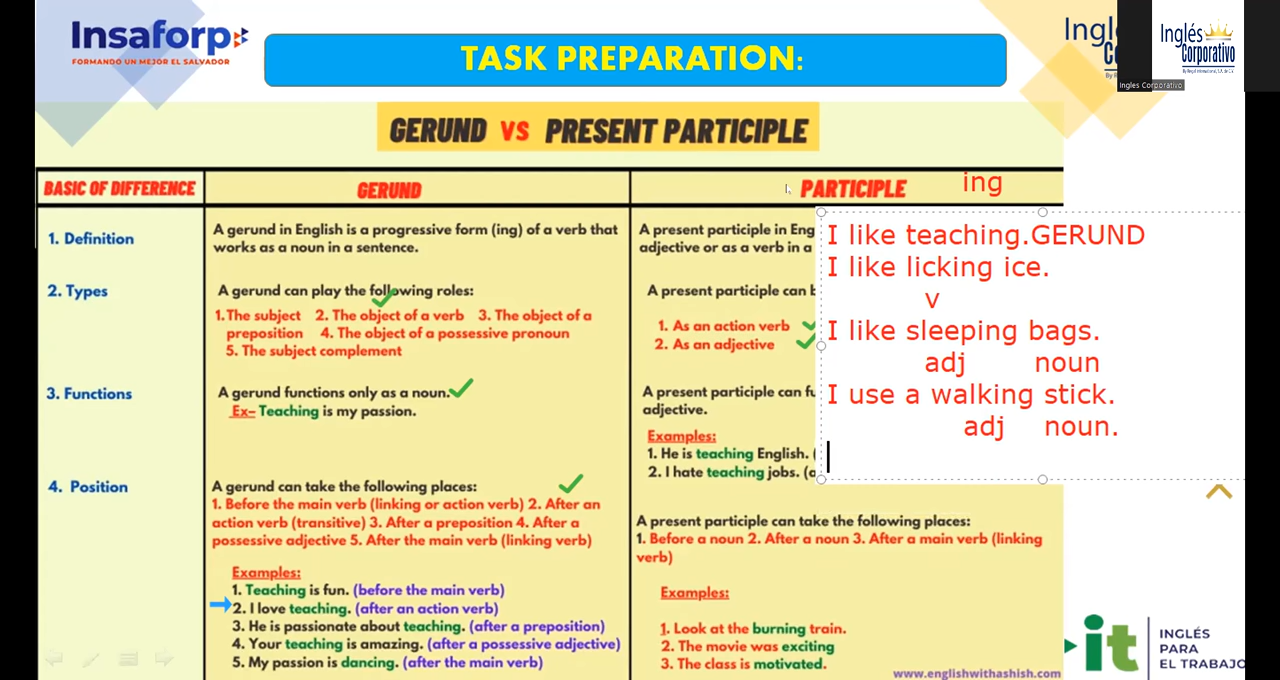 Insaforp
FORMANDO UN MEJOR EL SALVADOR
TASK PREPARATION:
Inglés
Corporativo
Ingles Corporativo
GERUND VS PRESENT PARTICIPLE
BASIC OF DIFFERENCE
GERUND
PARTICIPLE
ing
1. Definition
A gerund in English is a progressive form (ing) of a verb that
works as a noun in a sentence.
A present participle in Eng
adjective or as a verb in a
I like teaching.GERUND
I like licking ice.
v
I like sleeping bags.
adj noun
I use a walking stick.
adj noun.
2. Types
A gerund can play the following roles:
1. The subject 2. The object of a verb 3. The object of a
preposition 4. The object of a possessive pronoun
5. The subject complement
A present participle can
1. As an action verb
2. As an adjective
3. Functions
A gerund functions only as a noun.
Ex- Teaching is my passion.
A present participle can fu
adjective.
Examples:
1. He is teaching English. (
2. I hate teaching jobs. (a
4. Position
A gerund can take the following places:
1. Before the main verb (linking or action verb) 2. After an
action verb (transitive) 3. After a preposition 4. After a
possessive adjective 5. After the main verb (linking verb)
Examples:
1. Teaching is fun. (before the main verb)
2. I love teaching. (after an action verb)
3. He is passionate about teaching. (after a preposition)
4. Your teaching is amazing. (after a possessive adjective)
5. My passion is dancing. (after the main verb)
A present participle can take the following places:
1. Before a noun 2. After a noun 3. After a main verb (linking
verb)
Examples:
1. Look at the burning train.
2. The movie was exciting
3. The class is motivated.
www.englishwithashish.com
it
INGLÉS
PARA
EL TRABAJO